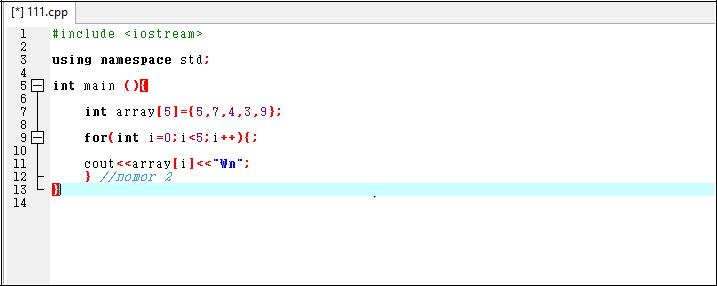 [*] 111.cpp
1 #include <iostream>
2
3 using namespace std;
4
5 int main (){
6
7 int array[5]={5,7,4,3,9};
8
9 for(int i=0;i<5;i++){;
10
11 cout<<array[i]<<"₩n";
12 } //nomor 2
13 }
14